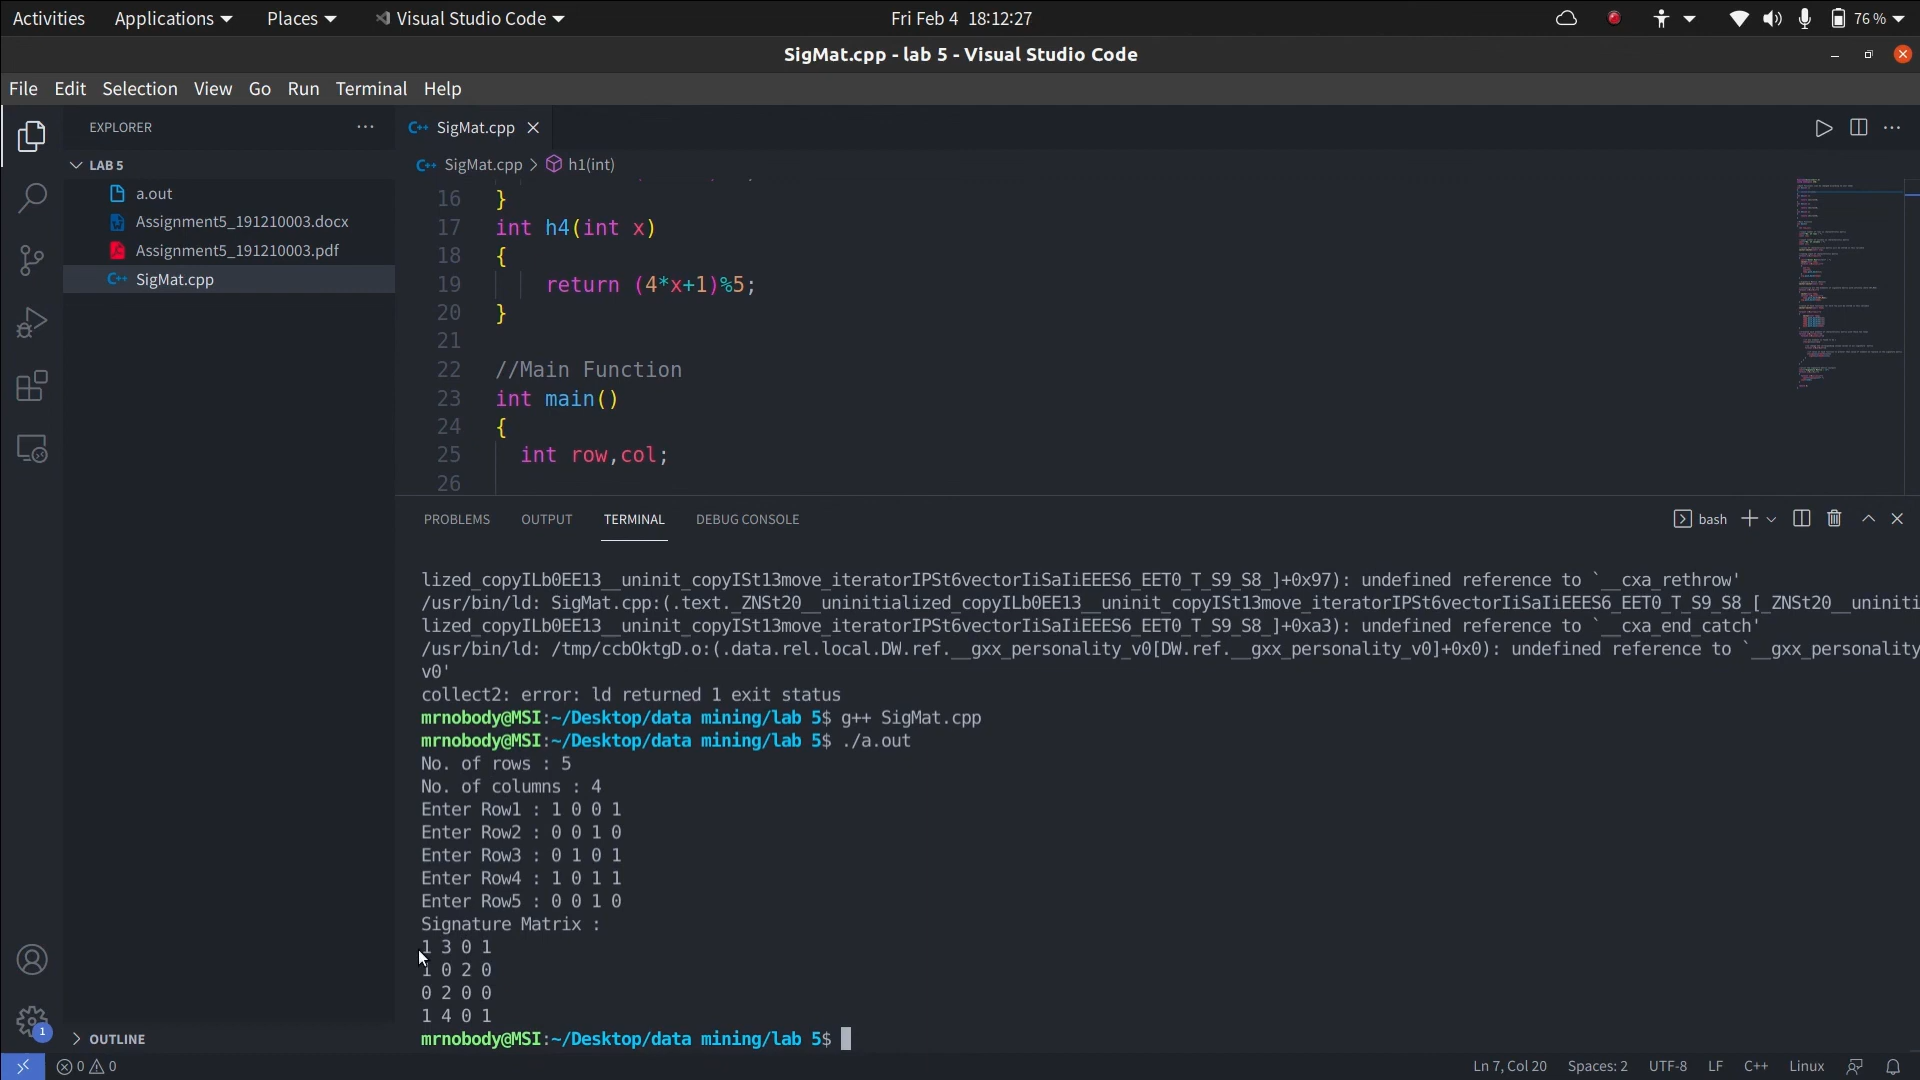 Activities Applications Places Visual Studio Code Fri Feb 4 18:12:27 76 %
SigMat.cpp - lab 5 - Visual Studio Code
File Edit Selection View Go Run Terminal Help
EXPLORER
LAB 5
a.out
Assignment5_191210003.docx
Assignment5_191210003.pdf
SigMat.cpp
OUTLINE
SigMat.cpp
SigMat.cpp > h1(int)
16 }
17 int h4(int x)
18 {
19 return (4*x+1)%5;
20 }
21
22 //Main Function
23 int main()
24 {
25 int row,col;
26
PROBLEMS OUTPUT TERMINAL DEBUG CONSOLE bash
lized_copyILb0EE13__uninit_copyISt13move_iteratorIPSt6vectorIiSaIiEEES6_EET0_T_S9_S8_]+0x97): undefined reference to `__cxa_rethrow'
/usr/bin/ld: SigMat.cpp:(.text._ZNSt20__uninitialized_copyILb0EE13__uninit_copyISt13move_iteratorIPSt6vectorIiSaIiEEES6_EET0_T_S9_S8_[_ZNSt20__uniniti
lized_copyILb0EE13__uninit_copyISt13move_iteratorIPSt6vectorIiSaIiEEES6_EET0_T_S9_S8_]+0xa3): undefined reference to `__cxa_end_catch'
/usr/bin/ld: /tmp/ccbOktgD.o:(.data.rel.local.DW.ref.__gxx_personality_v0[DW.ref.__gxx_personality_v0]+0x0): undefined reference to `__gxx_personality_
v0'
collect2: error: ld returned 1 exit status
mrnobody@MSI:~/Desktop/data mining/lab 5$ g++ SigMat.cpp
mrnobody@MSI:~/Desktop/data mining/lab 5$ ./a.out
No. of rows : 5
No. of columns : 4
Enter Row1 : 1 0 0 1
Enter Row2 : 0 0 1 0
Enter Row3 : 0 1 0 1
Enter Row4 : 1 0 1 1
Enter Row5 : 0 0 1 0
Signature Matrix :
1 3 0 1
1 0 2 0
0 2 0 0
1 4 0 1
mrnobody@MSI:~/Desktop/data mining/lab 5$
1
0 0 Ln 7, Col 20 Spaces: 2 UTF-8 LF C++ Linux